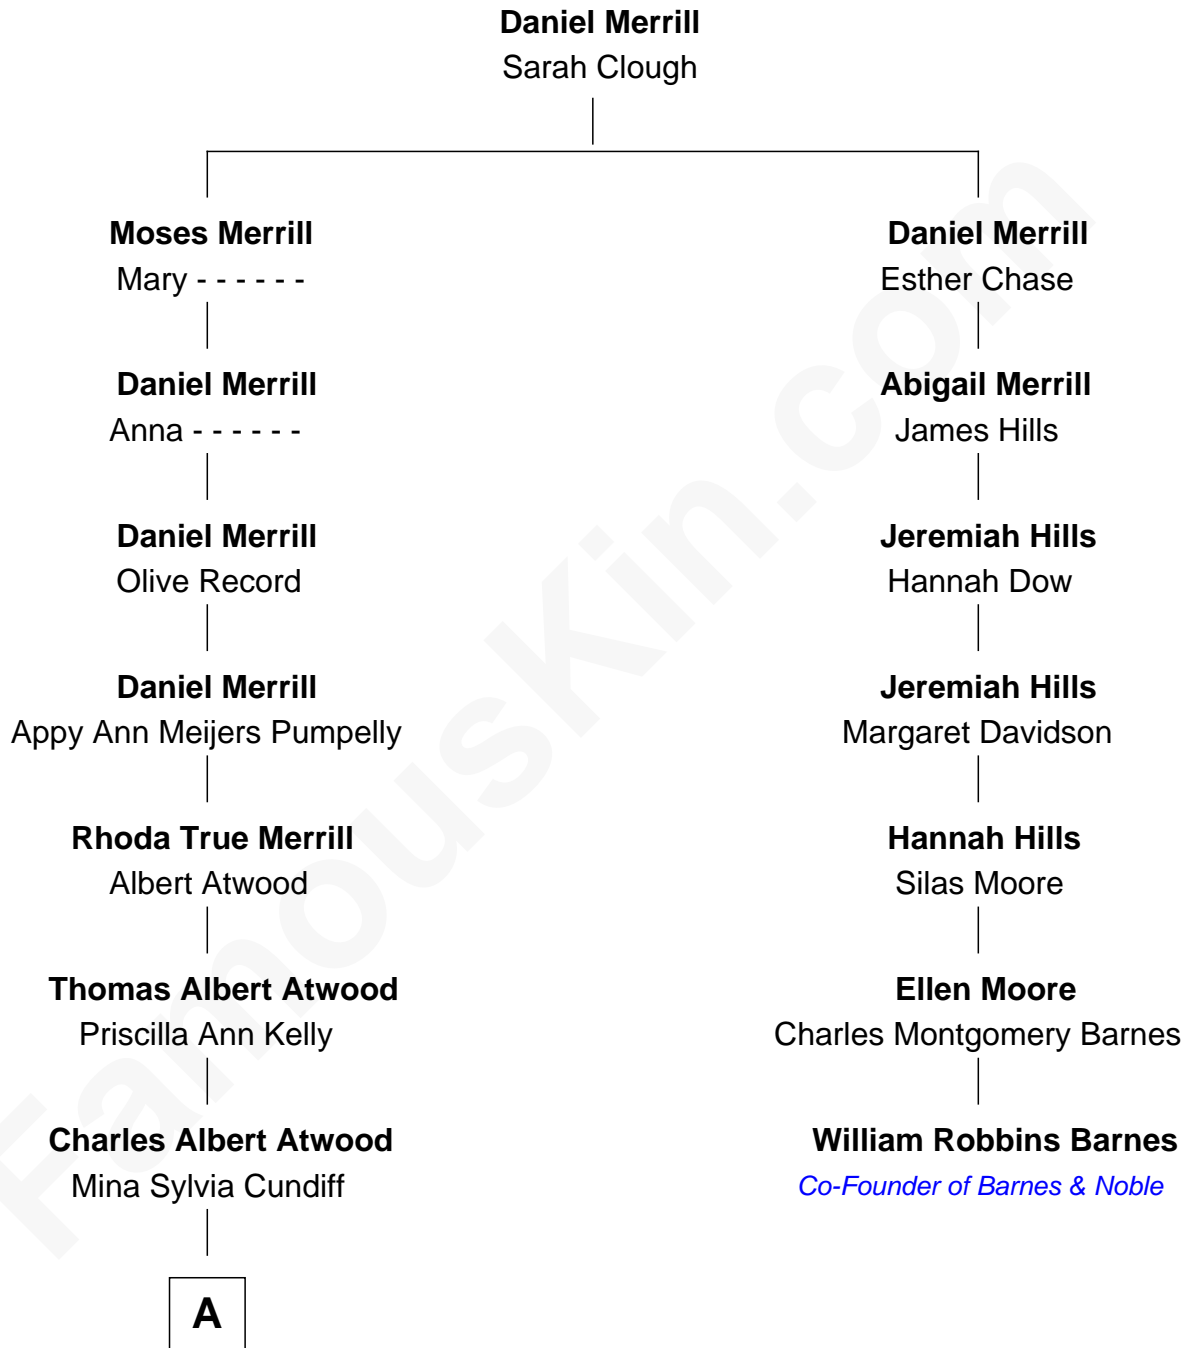 Daniel Merrill
Sarah Clough
Moses Merrill
Mary - - - - - -
Daniel Merrill
Anna - - - - - -
Daniel Merrill
Olive Record
Daniel Merrill
Appy Ann Meijers Pumpelly
Rhoda True Merrill
Albert Atwood
Thomas Albert Atwood
Priscilla Ann Kelly
Charles Albert Atwood
Mina Sylvia Cundiff
A
Daniel Merrill
Esther Chase
Abigail Merrill
James Hills
Jeremiah Hills
Hannah Dow
Jeremiah Hills
Margaret Davidson
Hannah Hills
Silas Moore
Ellen Moore
Charles Montgomery Barnes
William Robbins Barnes
Co-Founder of Barnes & Noble
FamousKin.com